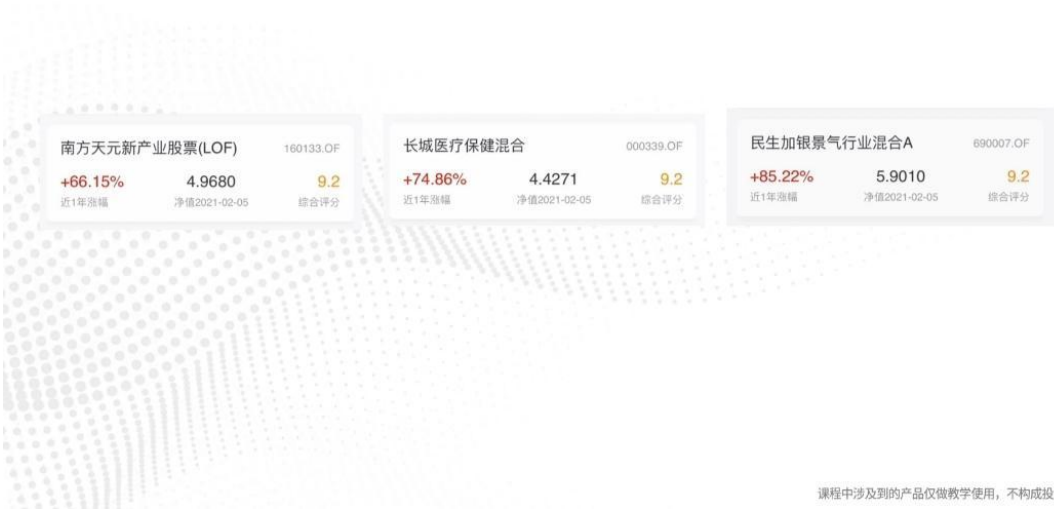 南方天元新产业股票(LOF) 160133.OF
+66.15% 4.9680 9.2
近1年涨幅 净值2021-02-05 综合评分
长城医疗保健混合 000339.OF
+74.86% 4.4271 9.2
近1年涨幅 净值2021-02-05 综合评分
民生加银景气行业混合A 690007.OF
+85.22% 5.9010 9.2
近1年涨幅 净值2021-02-05 综合评分
课程中涉及到的产品仅做教学使用，不构成投